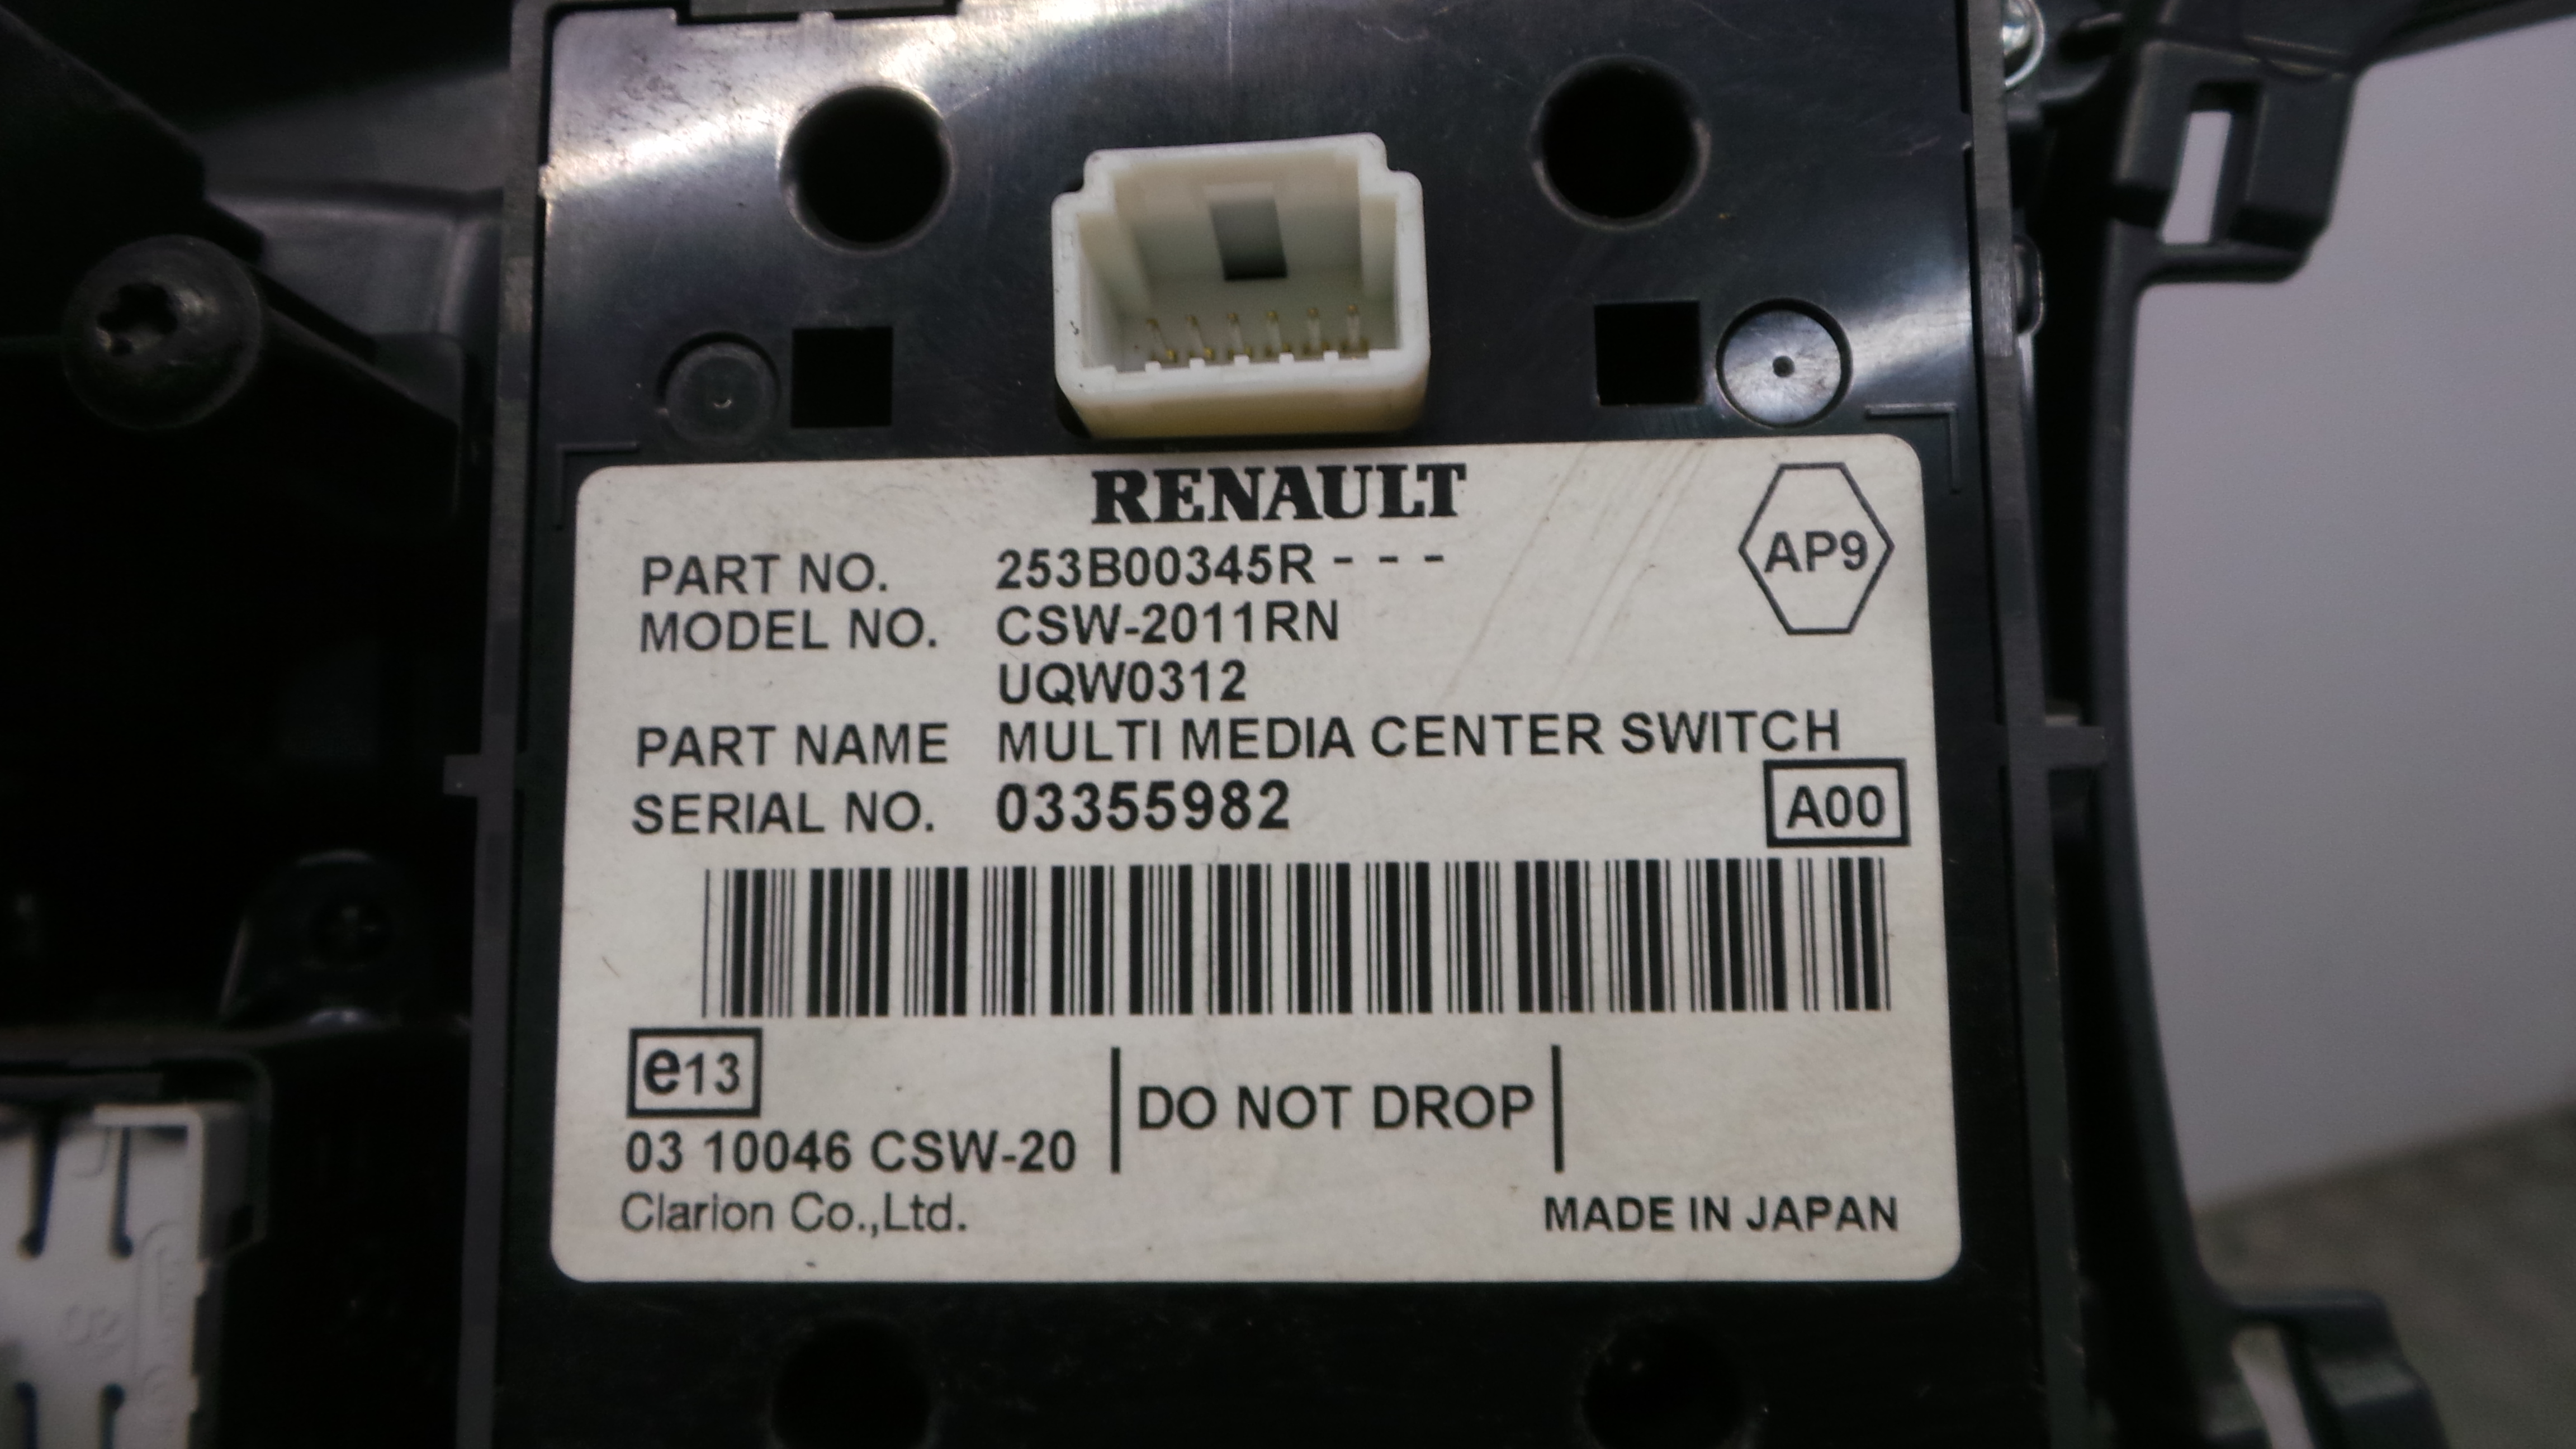 RENAULT
AP9
PART NO. 253B00345R - - -
MODEL NO. CSW-2011RN
UQW0312
PART NAME MULTI MEDIA CENTER SWITCH
SERIAL NO. 03355982
A00
e13
DO NOT DROP
03 10046 CSW-20
Clarion Co.,Ltd.
MADE IN JAPAN